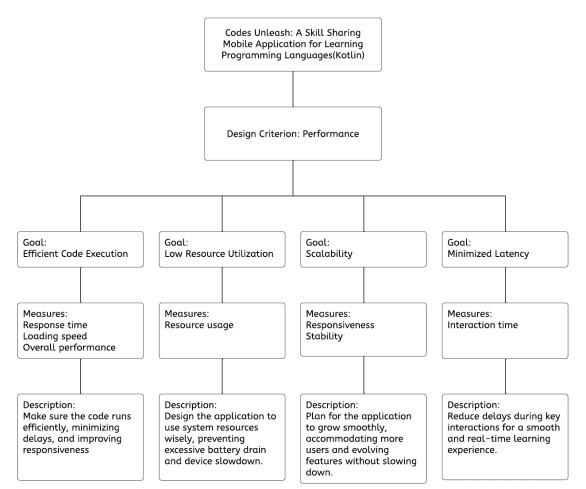 Codes Unleash: A Skill Sharing
Mobile Application for Learning
Programming Languages(Kotlin)
Design Criterion: Performance
Goal:
Efficient Code Execution
Goal:
Low Resource Utilization
Goal:
Scalability
Goal:
Minimized Latency
Measures:
Response time
Loading speed
Overall performance
Measures:
Resource usage
Measures:
Responsiveness
Stability
Measures:
Interaction time
Description:
Make sure the code runs
efficiently, minimizing
delays, and improving
responsiveness
Description:
Design the application to
use system resources
wisely, preventing
excessive battery drain
and device slowdown.
Description:
Plan for the application
to grow smoothly,
accommodating more
users and evolving
features without slowing
down.
Description:
Reduce delays during key
interactions for a smooth
and real-time learning
experience.